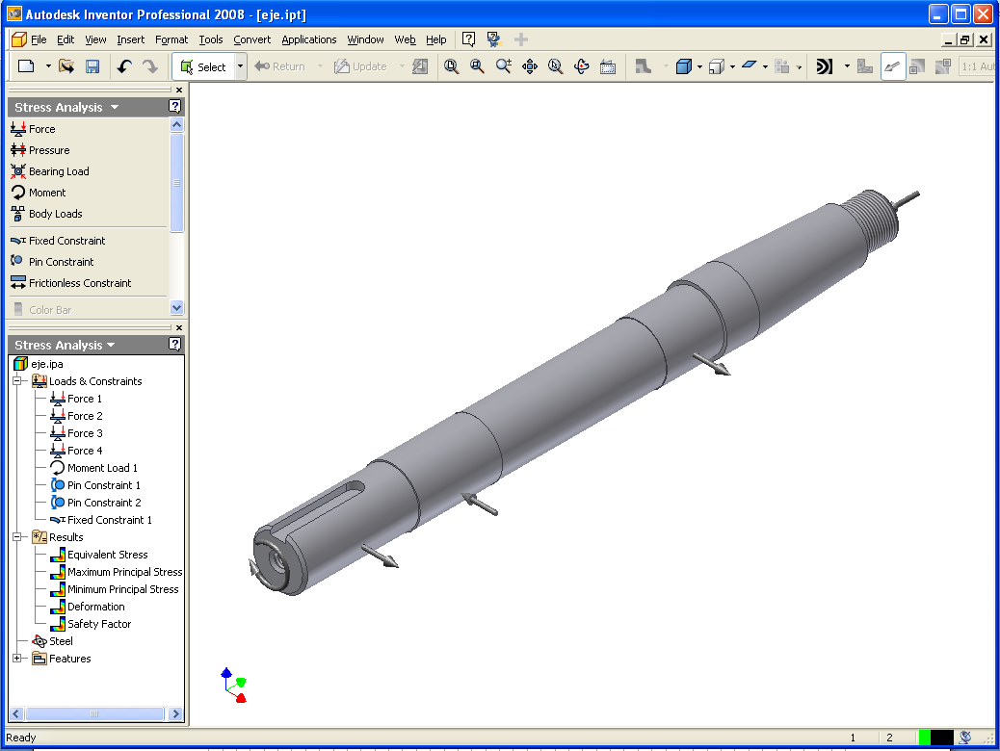 Autodesk Inventor Professional 2008 - [eje.ipt]
File Edit View Insert Format Tools Convert Applications Window Web Help
Select Return Update 1:1 Aut
Stress Analysis
Force
Pressure
Bearing Load
Moment
Body Loads
Fixed Constraint
Pin Constraint
Frictionless Constraint
Color Bar
Stress Analysis
eje.ipa
Loads & Constraints
Force 1
Force 2
Force 3
Force 4
Moment Load 1
Pin Constraint 1
Pin Constraint 2
Fixed Constraint 1
Results
Equivalent Stress
Maximum Principal Stress
Minimum Principal Stress
Deformation
Safety Factor
Steel
Features
Ready 1 2